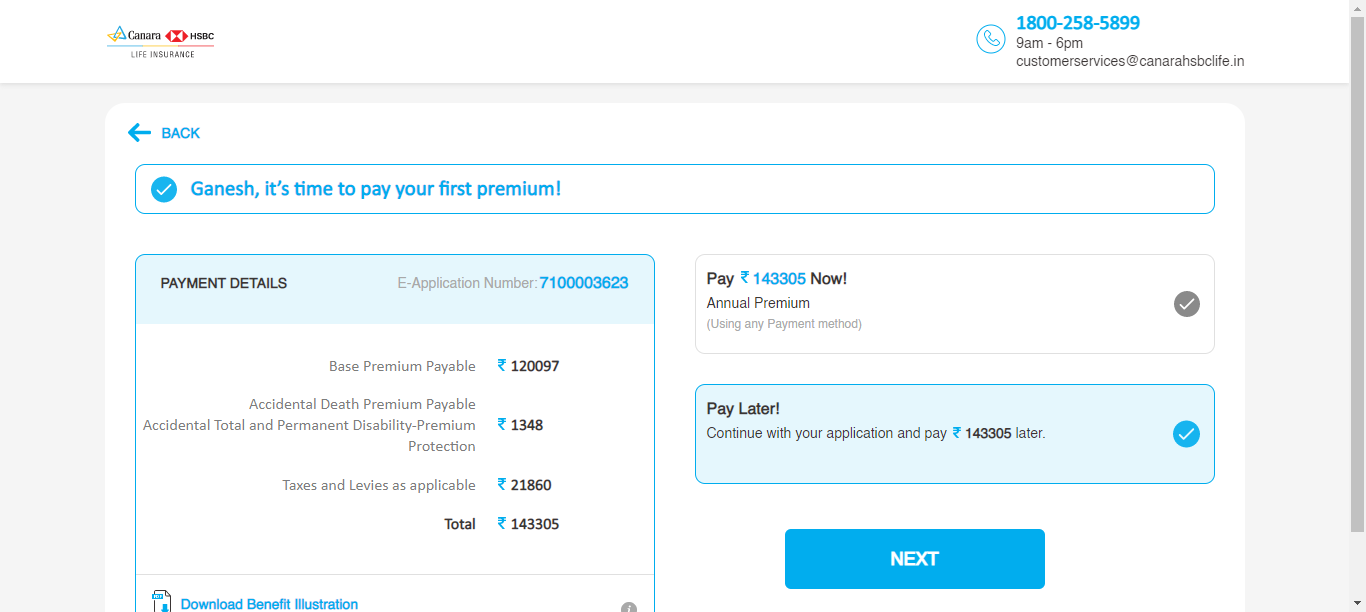 Canara HSBC
LIFE INSURANCE
1800-258-5899
9am - 6pm
customerservices@canarahsbclife.in
BACK
Ganesh, it's time to pay your first premium!
PAYMENT DETAILS E-Application Number: 7100003623
Base Premium Payable ₹ 120097
Accidental Death Premium Payable
Accidental Total and Permanent Disability-Premium ₹ 1348
Protection
Taxes and Levies as applicable ₹ 21860
Total ₹ 143305
Download Benefit Illustration
Pay ₹ 143305 Now!
Annual Premium
(Using any Payment method)
Pay Later!
Continue with your application and pay ₹ 143305 later.
NEXT